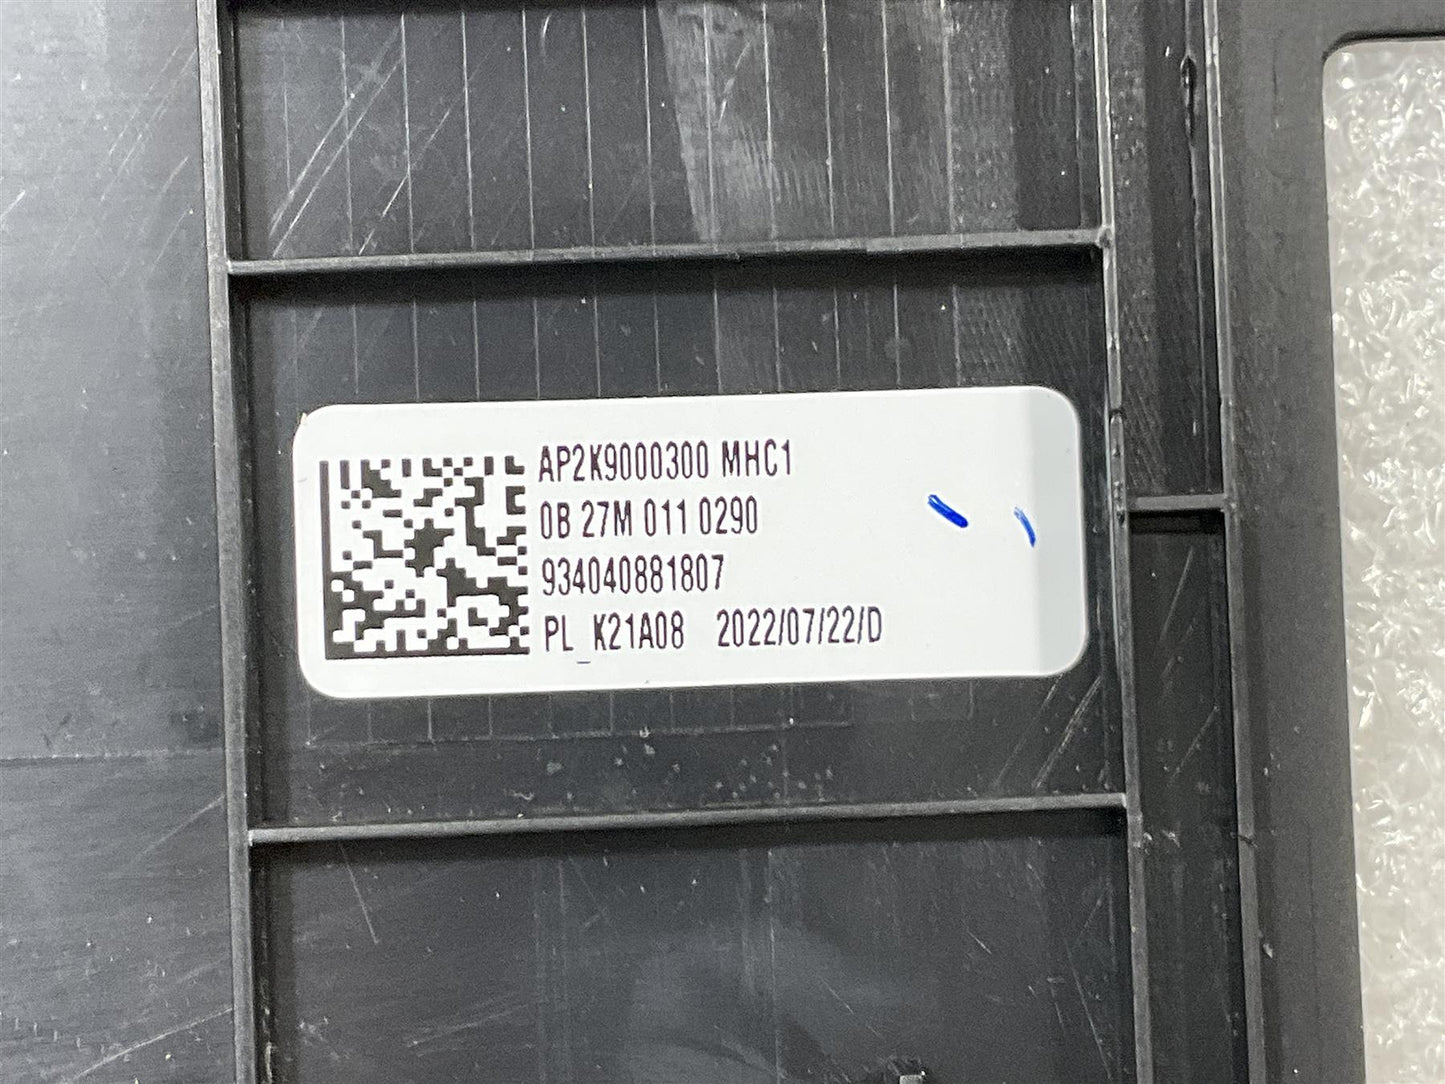 AP2K9000300 MHC1
0B 27M 011 0290
934040881807
PL_K21A08 2022/07/22/D